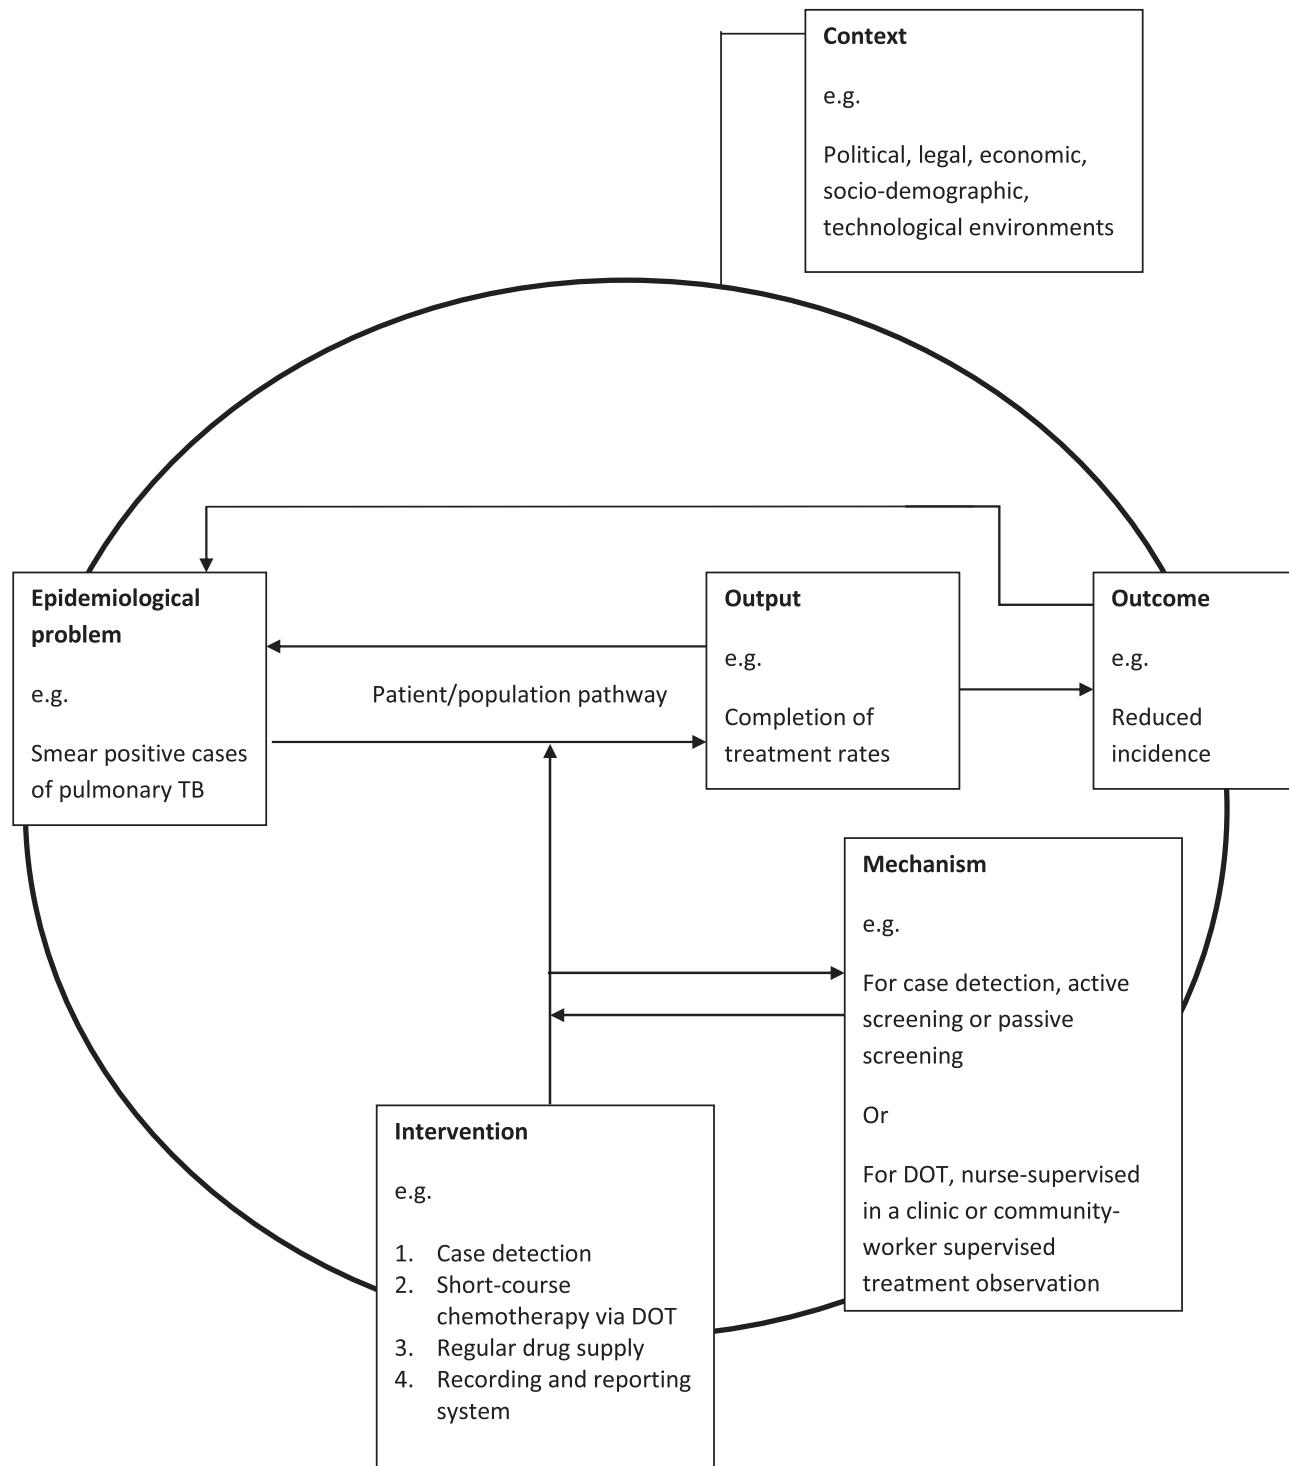 Context
e.g.
Political, legal, economic,
socio-demographic,
technological environments
Epidemiological
problem
e.g.
Smear positive cases
of pulmonary TB
Patient/population pathway
Output
e.g.
Completion of
treatment rates
Outcome
e.g.
Reduced
incidence
Mechanism
e.g.
For case detection, active
screening or passive
screening
Or
For DOT, nurse-supervised
in a clinic or community-
worker supervised
treatment observation
Intervention
e.g.
1. Case detection
2. Short-course
chemotherapy via DOT
3. Regular drug supply
4. Recording and reporting
system